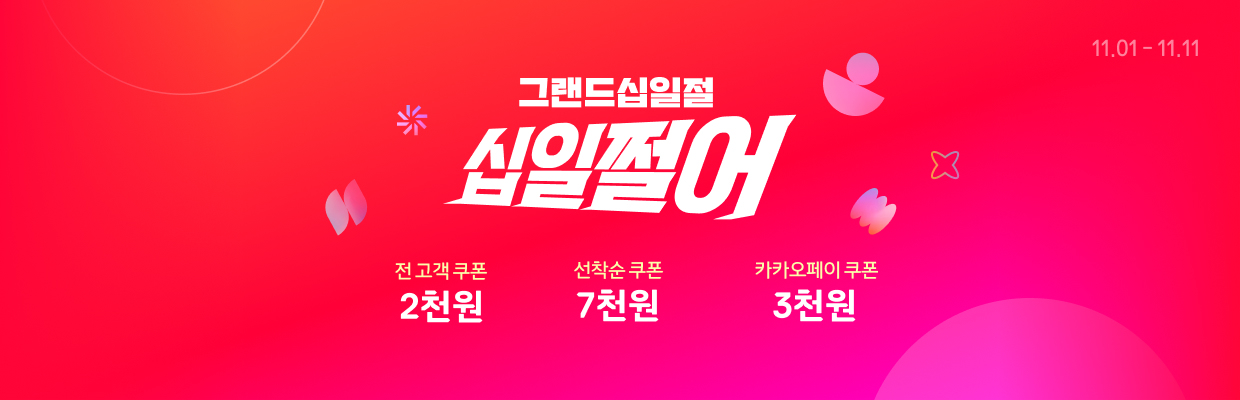 11.01 - 11.11
그랜드십일절
십일쩔어
전 고객 쿠폰
2천원
선착순 쿠폰
7천원
카카오페이 쿠폰
3천원